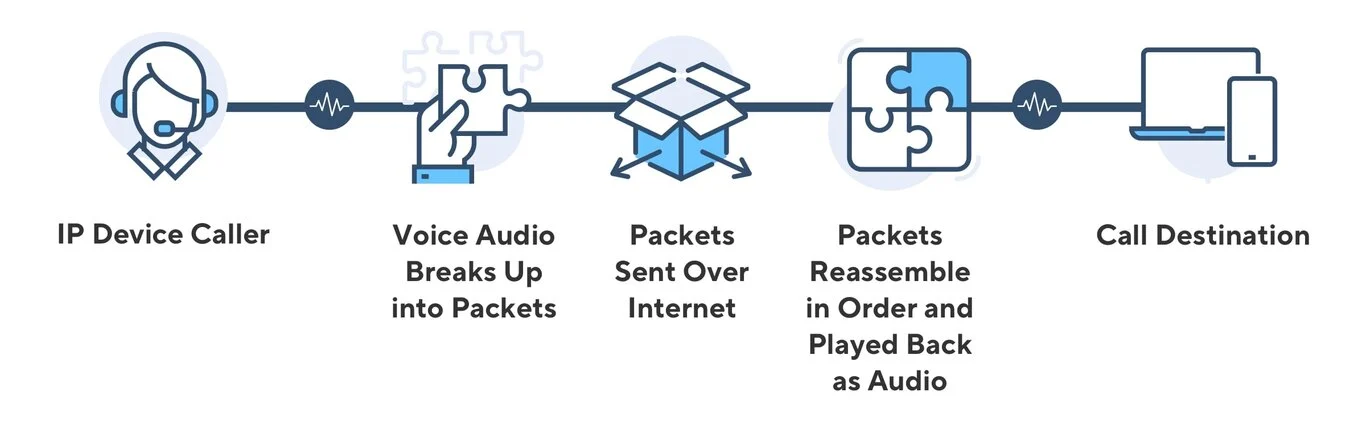 IP Device Caller
Voice Audio
Breaks Up
into Packets
Packets
Sent Over
Internet
Packets
Reassemble
in Order and
Played Back
as Audio
Call Destination